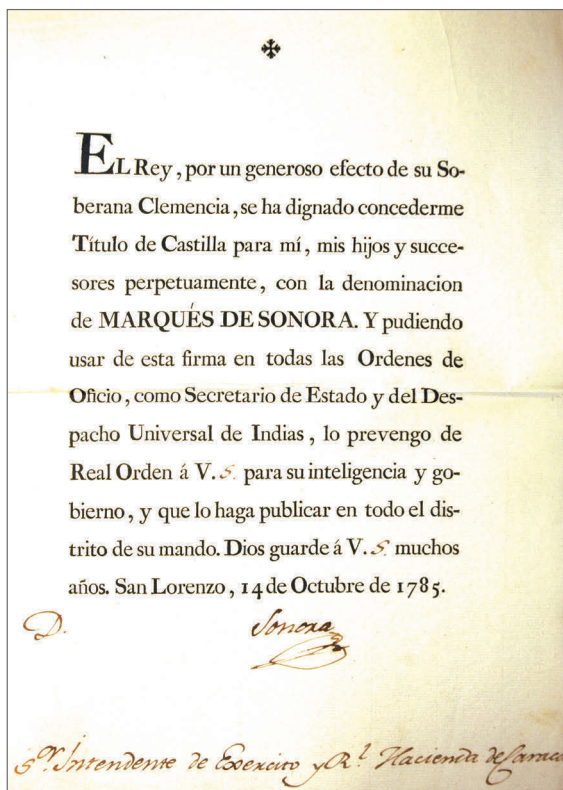 EL Rey, por un generoso efecto de su So-
berana Clemencia, se ha dignado concederme
Título de Castilla para mí, mis hijos y succe-
sores perpetuamente, con la denominacion
de MARQUÉS DE SONORA. Y pudiendo
usar de esta firma en todas las Ordenes de
Oficio, como Secretario de Estado y del Des-
pacho Universal de Indias, lo prevengo de
Real Orden á V. S. para su inteligencia y go-
bierno, y que lo haga publicar en todo el dis-
trito de su mando. Dios guarde á V. S. muchos
años. San Lorenzo, 14 de Octubre de 1785.
D. Sonora
S.or Intendente de Exercito y R.l Hacienda de Carac